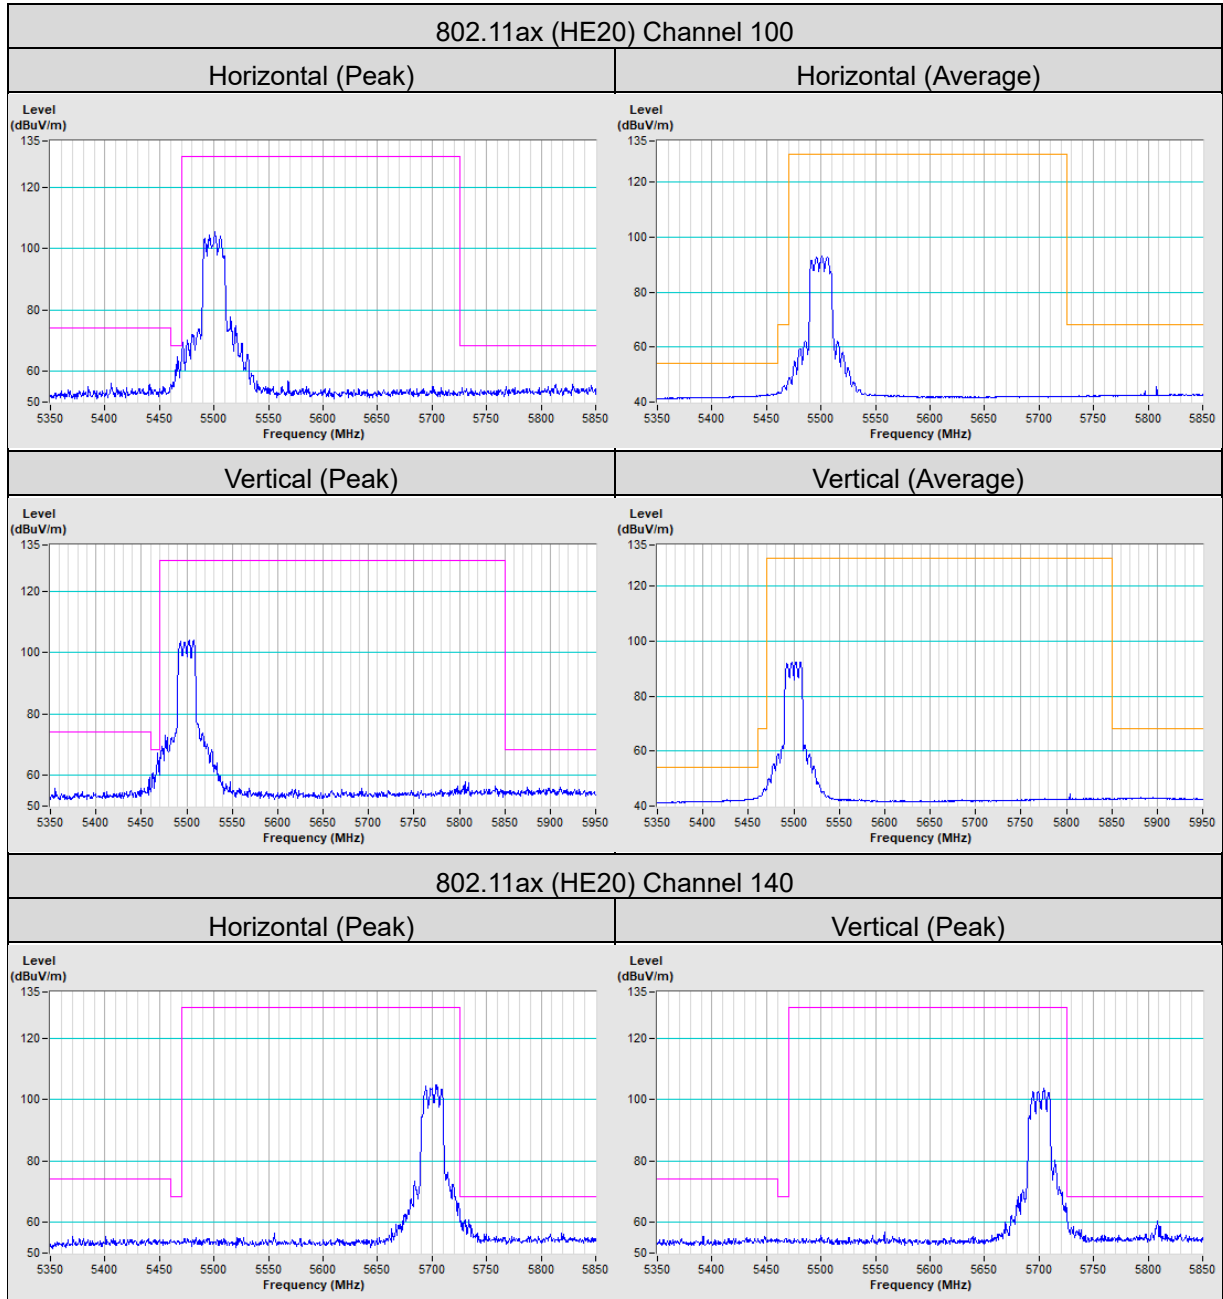 802.11ax (HE20) Channel 100
Horizontal (Peak)
Horizontal (Average)
Level
(dBuV/m)
135
120
100
80
60
50
5350 5400 5450 5500 5550 5600 5650 5700 5750 5800 5850
Frequency (MHz)
Level
(dBuV/m)
135
120
100
80
60
40
5350 5400 5450 5500 5550 5600 5650 5700 5750 5800 5850
Frequency (MHz)
Vertical (Peak)
Vertical (Average)
Level
(dBuV/m)
135
120
100
80
60
50
5350 5400 5450 5500 5550 5600 5650 5700 5750 5800 5850 5900 5950
Frequency (MHz)
Level
(dBuV/m)
135
120
100
80
60
40
5350 5400 5450 5500 5550 5600 5650 5700 5750 5800 5850 5900 5950
Frequency (MHz)
802.11ax (HE20) Channel 140
Horizontal (Peak)
Vertical (Peak)
Level
(dBuV/m)
135
120
100
80
60
50
5350 5400 5450 5500 5550 5600 5650 5700 5750 5800 5850
Frequency (MHz)
Level
(dBuV/m)
135
120
100
80
60
50
5350 5400 5450 5500 5550 5600 5650 5700 5750 5800 5850
Frequency (MHz)